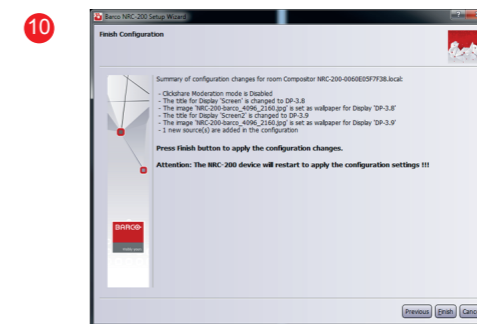 10
Barco NRC-200 Setup Wizard
Finish Configuration
Summary of configuration changes for room Compositor NRC-200-0060E05F7F38.local:
- Clickshare Moderation mode is Disabled
- The title for Display 'Screen' is changed to DP-3.8
- The image 'NRC-200-barco_4096_2160.jpg' is set as wallpaper for Display 'DP-3.8'
- The title for Display 'Screen2' is changed to DP-3.9
- The image 'NRC-200-barco_4096_2160.jpg' is set as wallpaper for Display 'DP-3.9'
- 1 new source(s) are added in the configuration
Press Finish button to apply the configuration changes.
Attention: The NRC-200 device will restart to apply the configuration settings !!!
BARCO
Previous Finish Canc